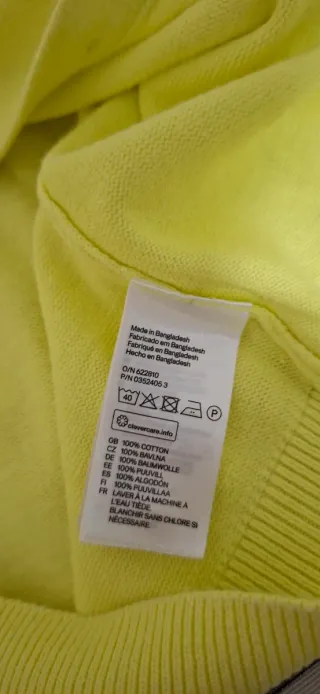 Made in Bangladesh
Fabricado em Bangladesh
Fabriqué en Bangladesh
Hecho en Bangladesh
O/N 622810
P/N 0352405 3
40 P
clevercare.info
GB 100% COTTON
CZ 100% BAVLNA
DE 100% BAUMWOLLE
EE 100% PUUVILL
ES 100% ALGODÓN
FI 100% PUUVILLAA
FR LAVER À LA MACHINE A
L'EAU TIÈDE.
BLANCHIR SANS CHLORE SI
NÉCESSAIRE.